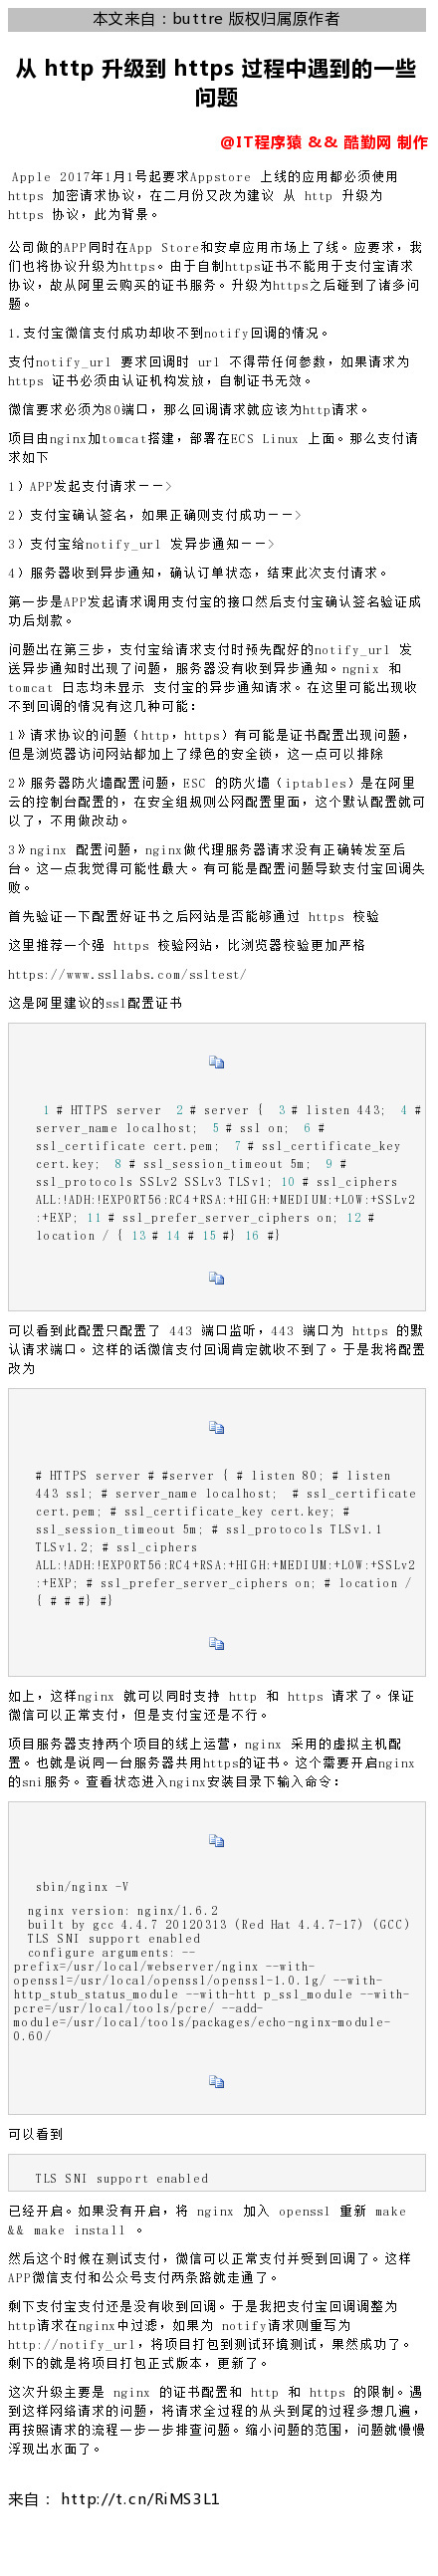 本文来自：buttre 版权归属原作者
从 http 升级到 https 过程中遇到的一些
问题
@IT程序猿 && 酷勤网 制作
Apple 2017年1月1号起要求Appstore 上线的应用都必须使用
https 加密请求协议，在二月份又改为建议 从 http 升级为
https 协议，此为背景。
公司做的APP同时在App Store和安卓应用市场上了线。应要求，我
们也将协议升级为https。由于自制https证书不能用于支付宝请求
协议，故从阿里云购买的证书服务。升级为https之后碰到了诸多问
题。
1.支付宝微信支付成功却收不到notify回调的情况。
支付notify_url 要求回调时 url 不得带任何参数，如果请求为
https 证书必须由认证机构发放，自制证书无效。
微信要求必须为80端口，那么回调请求就应该为http请求。
项目由nginx加tomcat搭建，部署在ECS Linux 上面。那么支付请
求如下
1）APP发起支付请求——>
2）支付宝确认签名，如果正确则支付成功——>
3）支付宝给notify_url 发异步通知——>
4）服务器收到异步通知，确认订单状态，结束此次支付请求。
第一步是APP发起请求调用支付宝的接口然后支付宝确认签名验证成
功后划款。
问题出在第三步，支付宝给请求支付时预先配好的notify_url 发
送异步通知时出现了问题，服务器没有收到异步通知。ngnix 和
tomcat 日志均未显示 支付宝的异步通知请求。在这里可能出现收
不到回调的情况有这几种可能：
1》请求协议的问题（http，https）有可能是证书配置出现问题，
但是浏览器访问网站都加上了绿色的安全锁，这一点可以排除
2》服务器防火墙配置问题，ESC 的防火墙（iptables）是在阿里
云的控制台配置的，在安全组规则公网配置里面，这个默认配置就可
以了，不用做改动。
3》nginx 配置问题，nginx做代理服务器请求没有正确转发至后
台。这一点我觉得可能性最大。有可能是配置问题导致支付宝回调失
败。
首先验证一下配置好证书之后网站是否能够通过 https 校验
这里推荐一个强 https 校验网站，比浏览器校验更加严格
https://www.ssllabs.com/ssltest/
这是阿里建议的ssl配置证书
1 # HTTPS server  2 # server {  3 # listen 443;  4 #
server_name localhost;  5 # ssl on;  6 #
ssl_certificate cert.pem;  7 # ssl_certificate_key
cert.key;  8 # ssl_session_timeout 5m;  9 #
ssl_protocols SSLv2 SSLv3 TLSv1; 10 # ssl_ciphers
ALL:!ADH:!EXPORT56:RC4+RSA:+HIGH:+MEDIUM:+LOW:+SSLv2
:+EXP; 11 # ssl_prefer_server_ciphers on; 12 #
location / { 13 # 14 # 15 #} 16 #}
可以看到此配置只配置了 443 端口监听，443 端口为 https 的默
认请求端口。这样的话微信支付回调肯定就收不到了。于是我将配置
改为
# HTTPS server # #server { # listen 80; # listen
443 ssl; # server_name localhost;  # ssl_certificate
cert.pem; # ssl_certificate_key cert.key; #
ssl_session_timeout 5m; # ssl_protocols TLSv1.1
TLSv1.2; # ssl_ciphers
ALL:!ADH:!EXPORT56:RC4+RSA:+HIGH:+MEDIUM:+LOW:+SSLv2
:+EXP; # ssl_prefer_server_ciphers on; # location /
{ # # #} #}
如上，这样nginx 就可以同时支持 http 和 https 请求了。保证
微信可以正常支付，但是支付宝还是不行。
项目服务器支持两个项目的线上运营，nginx 采用的虚拟主机配
置。也就是说同一台服务器共用https的证书。这个需要开启nginx
的sni服务。查看状态进入nginx安装目录下输入命令：
sbin/nginx -V
nginx version: nginx/1.6.2
built by gcc 4.4.7 20120313 (Red Hat 4.4.7-17) (GCC)
TLS SNI support enabled
configure arguments: --
prefix=/usr/local/webserver/nginx --with-
openssl=/usr/local/openssl/openssl-1.0.1g/ --with-
http_stub_status_module --with-htt p_ssl_module --with-
pcre=/usr/local/tools/pcre/ --add-
module=/usr/local/tools/packages/echo-nginx-module-
0.60/
可以看到
TLS SNI support enabled
已经开启。如果没有开启，将 nginx 加入 openssl 重新 make
&& make install 。
然后这个时候在测试支付，微信可以正常支付并受到回调了。这样
APP微信支付和公众号支付两条路就走通了。
剩下支付宝支付还是没有收到回调。于是我把支付宝回调调整为
http请求在nginx中过滤，如果为 notify请求则重写为
http://notify_url，将项目打包到测试环境测试，果然成功了。
剩下的就是将项目打包正式版本，更新了。
这次升级主要是 nginx 的证书配置和 http 和 https 的限制。遇
到这样网络请求的问题，将请求全过程的从头到尾的过程多想几遍，
再按照请求的流程一步一步排查问题。缩小问题的范围，问题就慢慢
浮现出水面了。
来自： http://t.cn/RiMS3L1